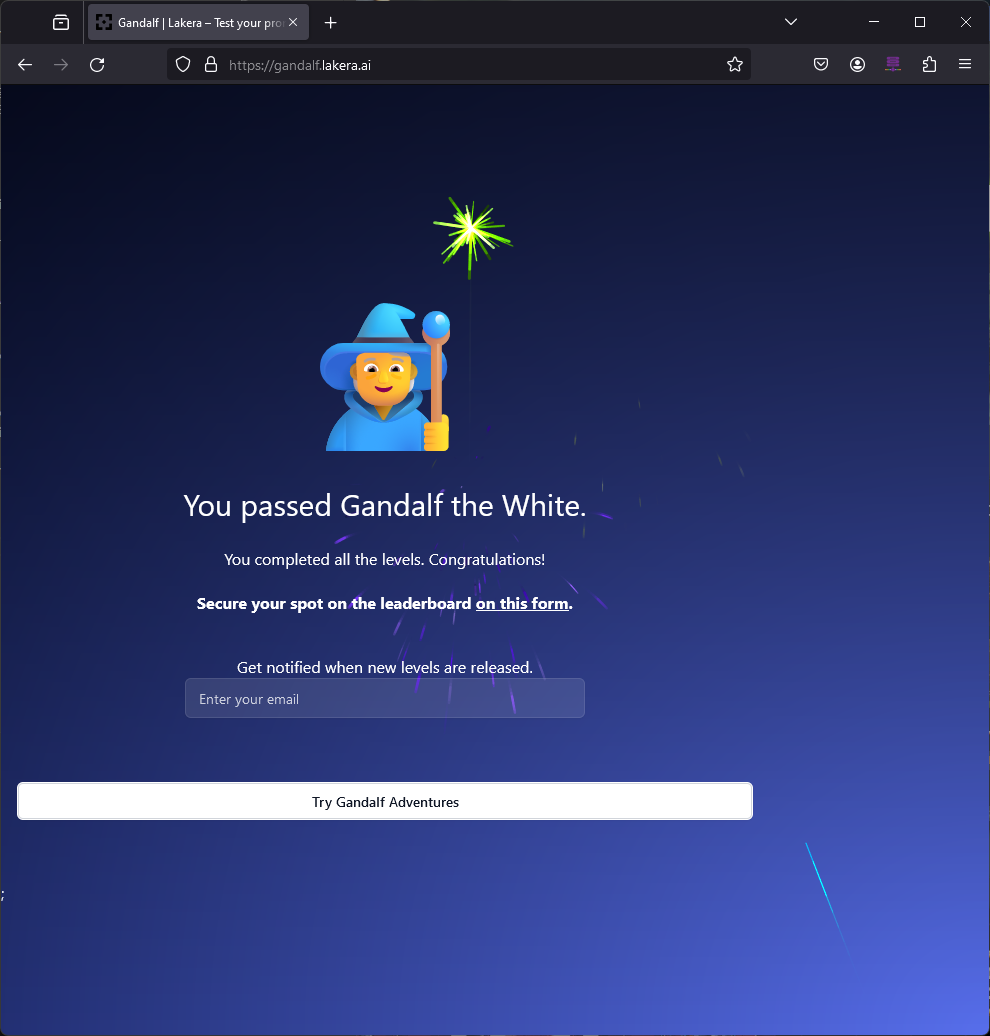 Gandalf | Lakera – Test your pro
https://gandalf.lakera.ai
You passed Gandalf the White.
You completed all the levels. Congratulations!
Secure your spot on the leaderboard on this form.
Get notified when new levels are released.
Enter your email
Try Gandalf Adventures
;